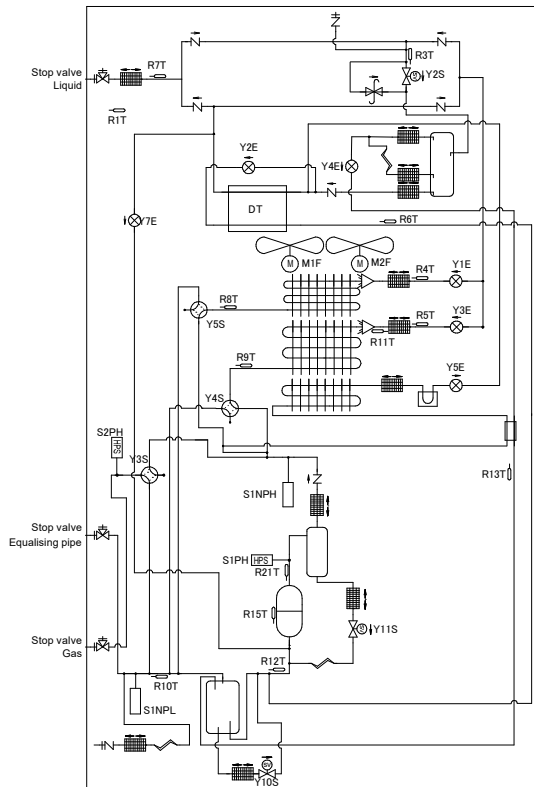 R7T
R3T
Stop valve
Liquid
Y2S
R1T
Y2E
Y4E
Y7E
DT
R6T
M M1F
M M2F
R4T
Y1E
R8T
R5T
Y3E
Y5S
R11T
R9T
Y5E
Y4S
S2PH
HPS
Y3S
R13T
S1NPH
Stop valve
Equalising pipe
S1PH HPS
R21T
R15T
Y11S
Stop valve
Gas
R12T
R10T
S1NPL
SV
Y10S